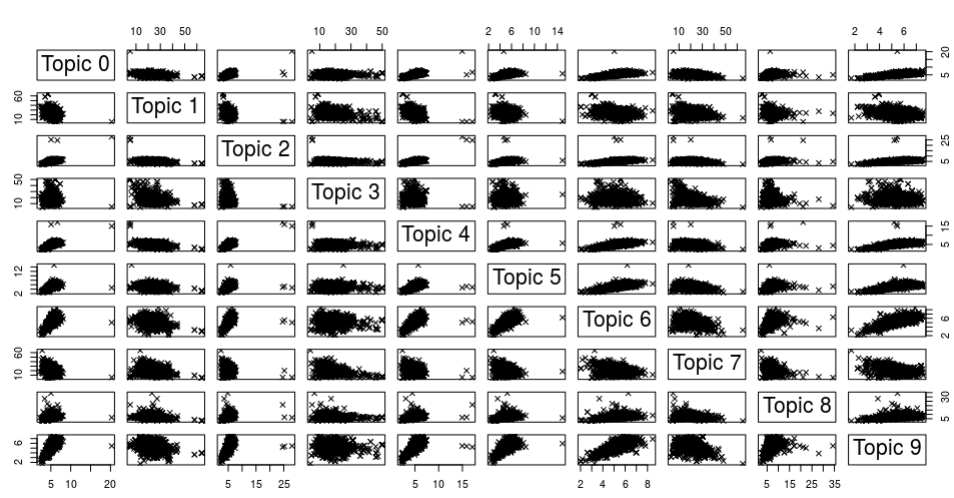 10 30 50 10 30 50 2 6 10 14 10 30 50 2 4 6
Topic 0 5 20
10 60 Topic 1
Topic 2 5 25
10 50 Topic 3
Topic 4 5 15
2 12 Topic 5
Topic 6 2 6
10 60 Topic 7
Topic 8 5 30
2 6 Topic 9
5 10 20 5 15 25 5 10 15 2 4 6 8 5 15 25 35